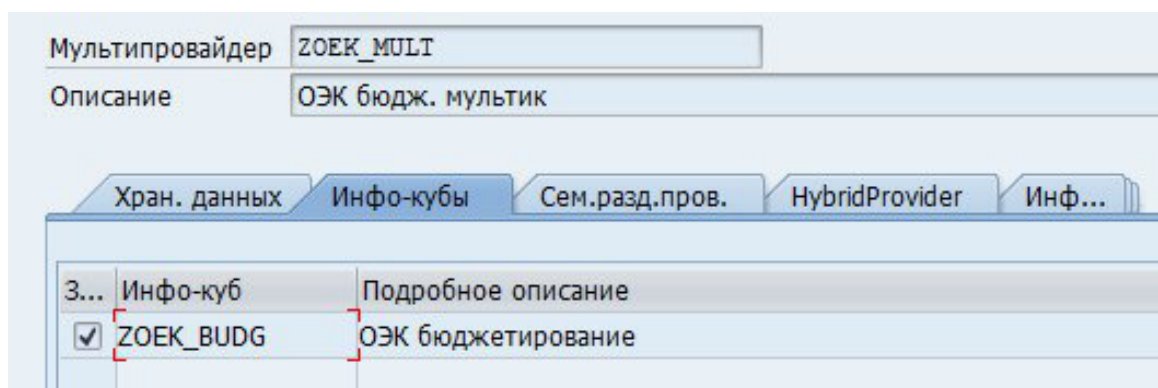 Мультипровайдер ZOEK_MULT
Описание ОЭК бюдж. мультик
Хран. данных Инфо-кубы Сем.разд.пров. HybridProvider Инф...
З... Инфо-куб Подробное описание
ZOEK_BUDG ОЭК бюджетирование